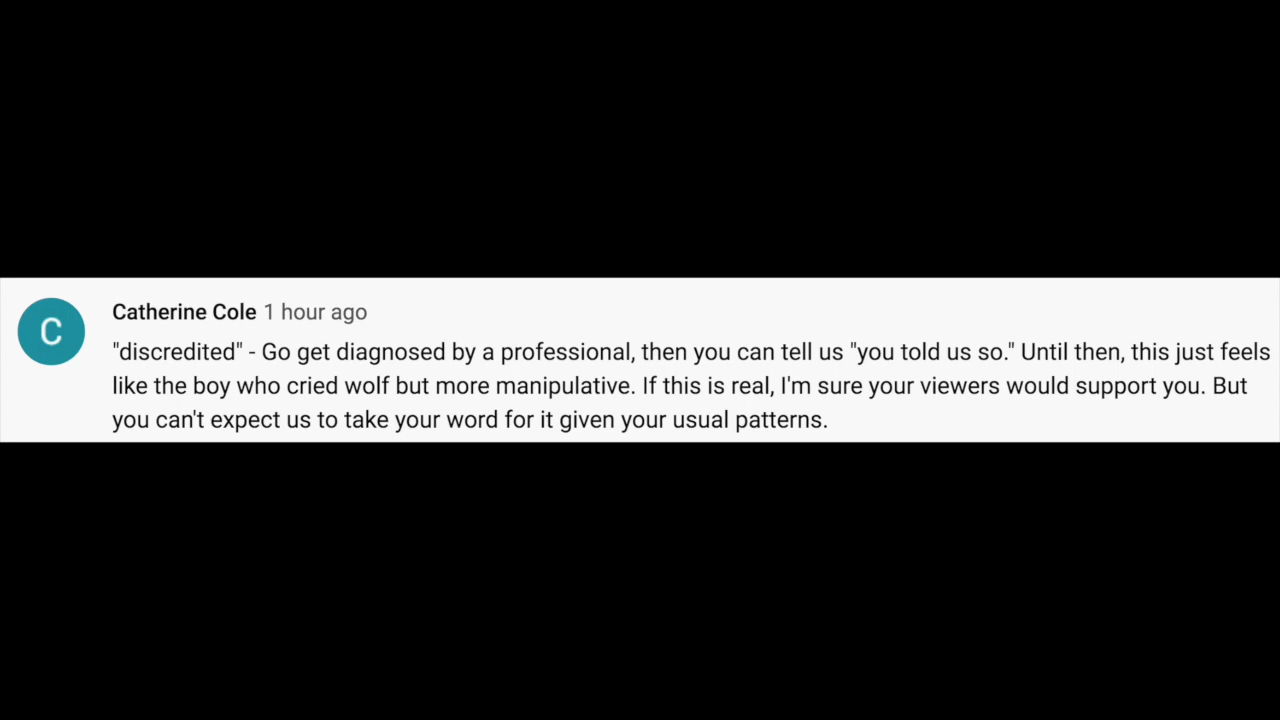 C
Catherine Cole 1 hour ago
"discredited" - Go get diagnosed by a professional, then you can tell us "you told us so." Until then, this just feels
like the boy who cried wolf but more manipulative. If this is real, I'm sure your viewers would support you. But
you can't expect us to take your word for it given your usual patterns.